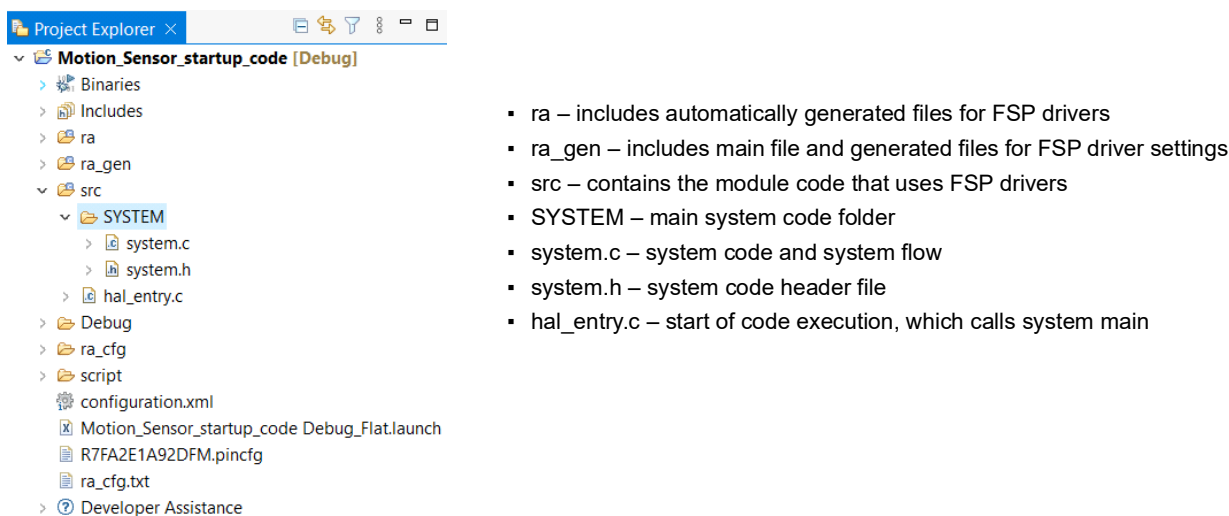 Project Explorer
Motion_Sensor_startup_code [Debug]
Binaries
Includes
ra
ra_gen
src
SYSTEM
system.c
system.h
hal_entry.c
Debug
ra_cfg
script
configuration.xml
Motion_Sensor_startup_code Debug_Flat.launch
R7FA2E1A92DFM.pincfg
ra_cfg.txt
Developer Assistance
▪ ra – includes automatically generated files for FSP drivers
▪ ra_gen – includes main file and generated files for FSP driver settings
▪ src – contains the module code that uses FSP drivers
▪ SYSTEM – main system code folder
▪ system.c – system code and system flow
▪ system.h – system code header file
▪ hal_entry.c – start of code execution, which calls system main